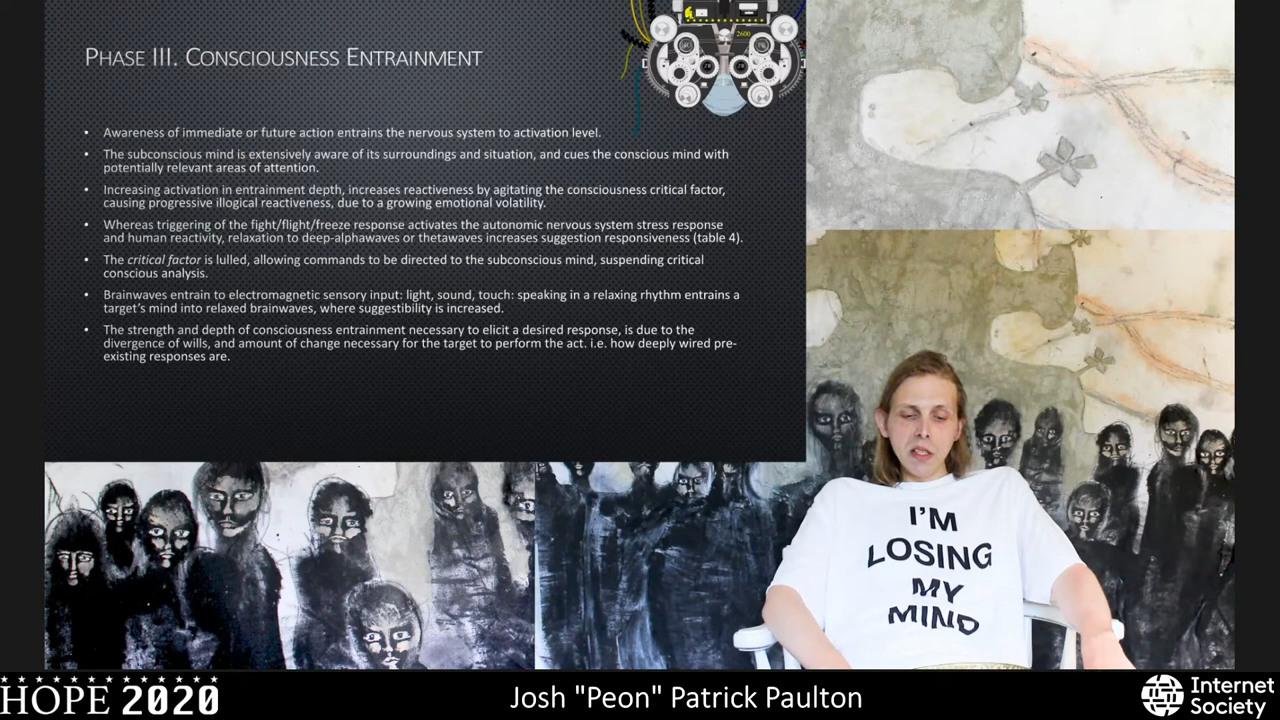 PHASE III. CONSCIOUSNESS ENTRAINMENT
2600
• Awareness of immediate or future action entrains the nervous system to activation level.
• The subconscious mind is extensively aware of its surroundings and situation, and cues the conscious mind with
potentially relevant areas of attention.
• Increasing activation in entrainment depth, increases reactiveness by agitating the consciousness critical factor,
causing progressive illogical reactiveness, due to a growing emotional volatility.
• Whereas triggering of the fight/flight/freeze response activates the autonomic nervous system stress response
and human reactivity, relaxation to deep-alphawaves or thetawaves increases suggestion responsiveness (table 4).
• The critical factor is lulled, allowing commands to be directed to the subconscious mind, suspending critical
conscious analysis.
• Brainwaves entrain to electromagnetic sensory input: light, sound, touch: speaking in a relaxing rhythm entrains a
target's mind into relaxed brainwaves, where suggestibility is increased.
• The strength and depth of consciousness entrainment necessary to elicit a desired response, is due to the
divergence of wills, and amount of change necessary for the target to perform the act. i.e. how deeply wired pre-
existing responses are.
I'M
LOSING
MY
MIND
HOPE 2020
Josh "Peon" Patrick Paulton
Internet
Society